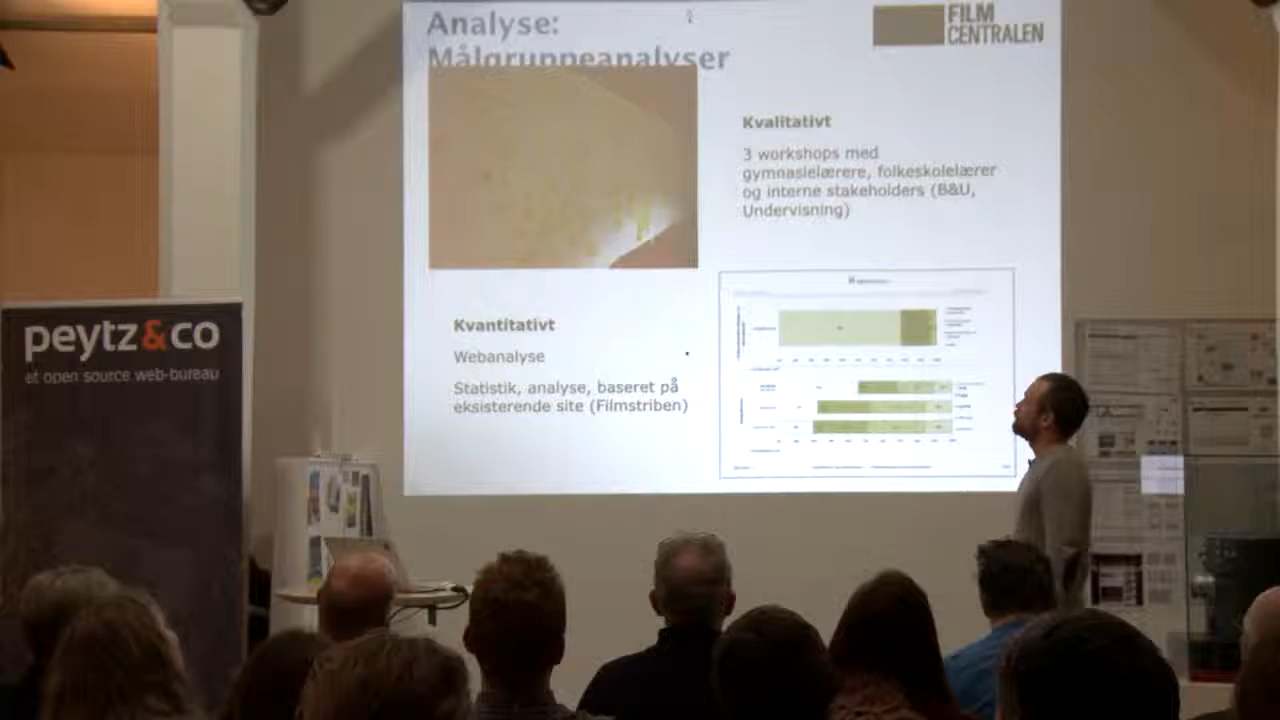 Analyse:
Målgruppeanalyser
FILM
CENTRALEN
Kvalitativt
3 workshops med
gymnasielærere, folkeskolelærer
og interne stakeholders (B&U,
Undervisning)
Kvantitativt
Webanalyse
Statistik, analyse, baseret på
eksisterende site (Filmstriben)
peytz&co
et open source web-bureau